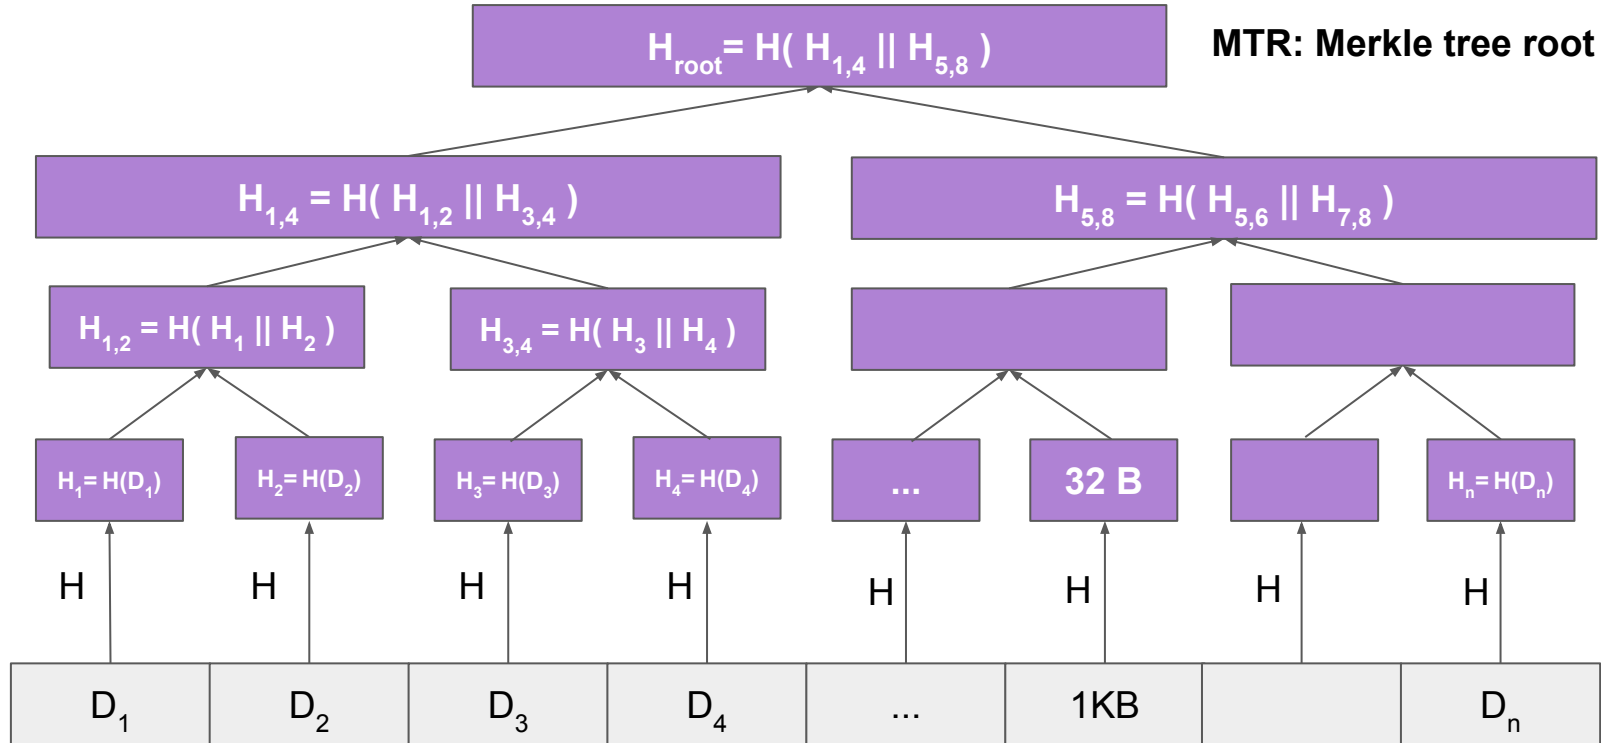 H_root= H( H_1,4 || H_5,8 )
MTR: Merkle tree root
H_1,4 = H( H_1,2 || H_3,4 )
H_5,8 = H( H_5,6 || H_7,8 )
H_1,2 = H( H_1 || H_2 )
H_3,4 = H( H_3 || H_4 )
H_1= H(D_1)
H_2= H(D_2)
H_3= H(D_3)
H_4= H(D_4)
...
32 B
H_n= H(D_n)
H
H
H
H
H
H
H
H
D_1
D_2
D_3
D_4
...
1KB
D_n